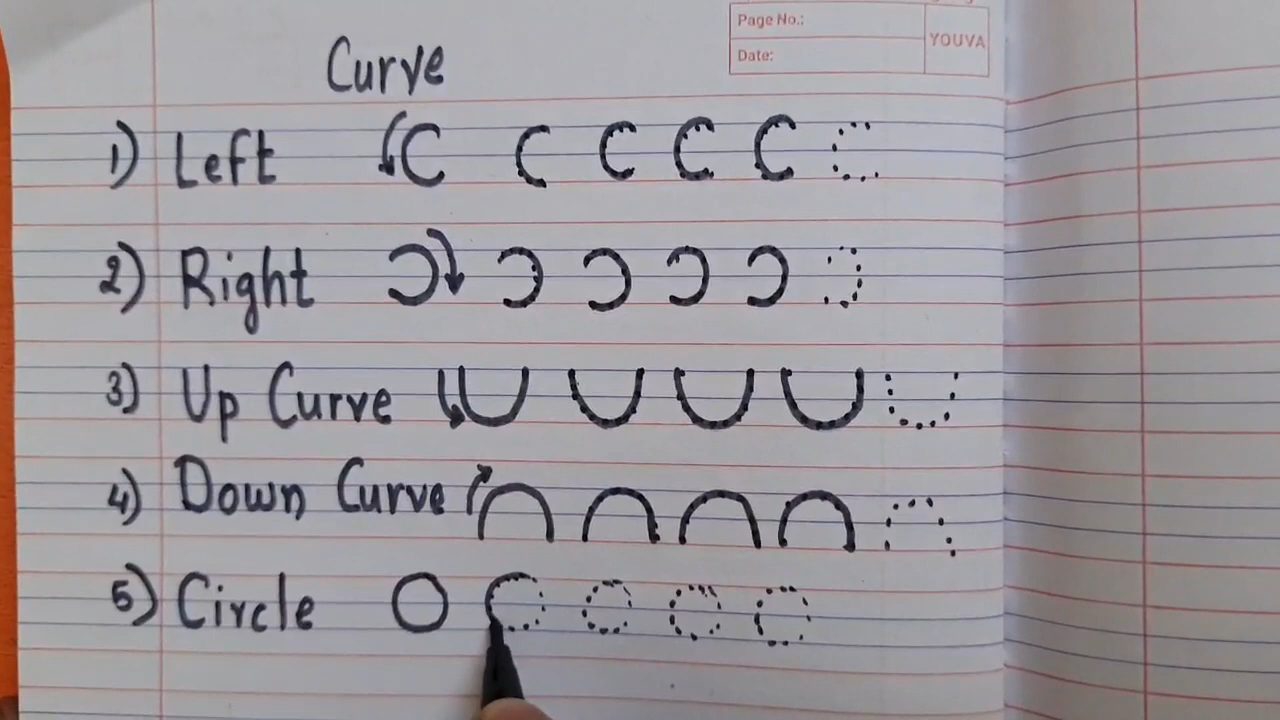 Page No.:
YOUVA
Date:
Curve
1) Left
2) Right
3) Up Curve
4) Down Curve
5) Circle